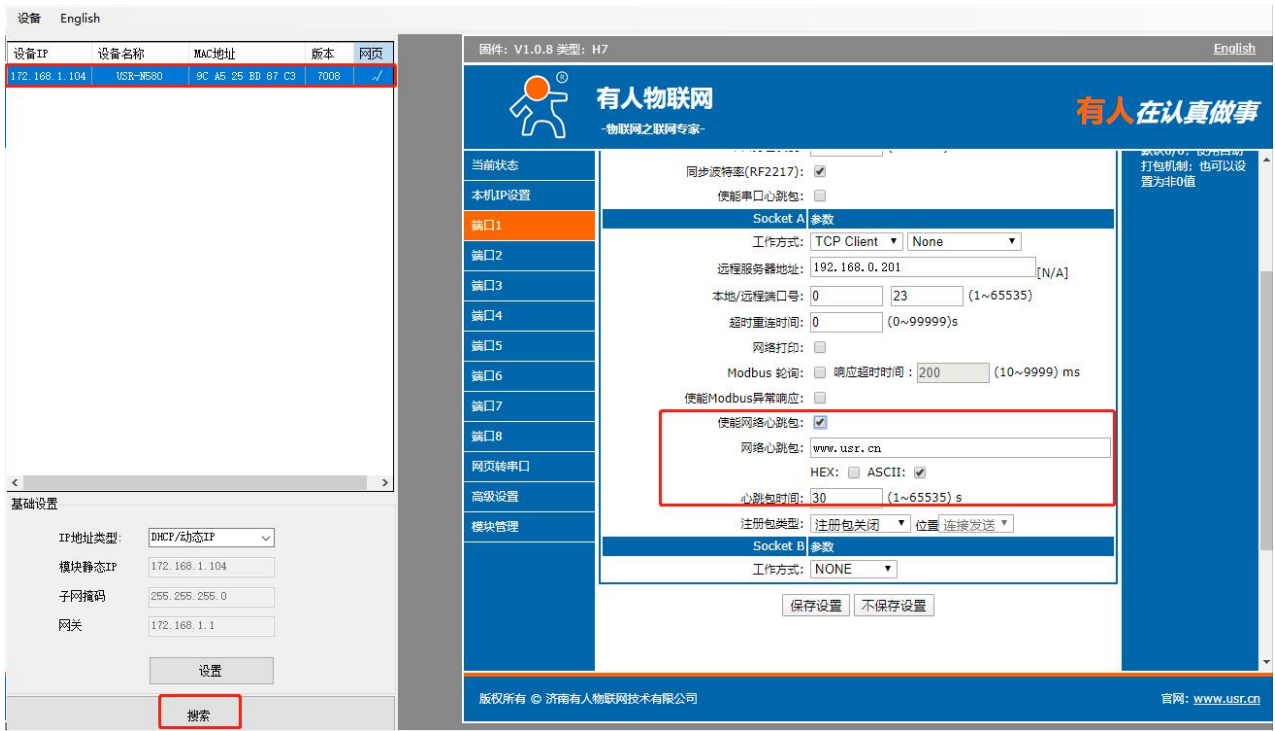 设备 English
设备IP 设备名称 MAC地址 版本 网页
172.168.1.104 USR-N580 9C A5 25 BD 87 C3 7008 √
基础设置
IP地址类型: DHCP/动态IP
模块静态IP 172.168.1.104
子网掩码 255.255.255.0
网关 172.168.1.1
设置
搜索
固件: V1.0.8 类型: H7 English
®
有人物联网
-物联网之联网专家-
有人在认真做事
当前状态
本机IP设置
端口1
端口2
端口3
端口4
端口5
端口6
端口7
端口8
网页转串口
高级设置
模块管理
同步波特率(RF2217):
使能串口心跳包:
Socket A 参数
工作方式: TCP Client None
远程服务器地址: 192.168.0.201 [N/A]
本地/远程端口号: 0 23 (1~65535)
超时重连时间: 0 (0~99999)s
网络打印:
Modbus 轮询: 响应超时时间 : 200 (10~9999) ms
使能Modbus异常响应:
使能网络心跳包:
网络心跳包: www.usr.cn
HEX: ASCII:
心跳包时间: 30 (1~65535) s
注册包类型: 注册包关闭 位置 连接发送
Socket B 参数
工作方式: NONE
保存设置 不保存设置
打包机制; 也可以设
置为非0值
版权所有 © 济南有人物联网技术有限公司 官网: www.usr.cn